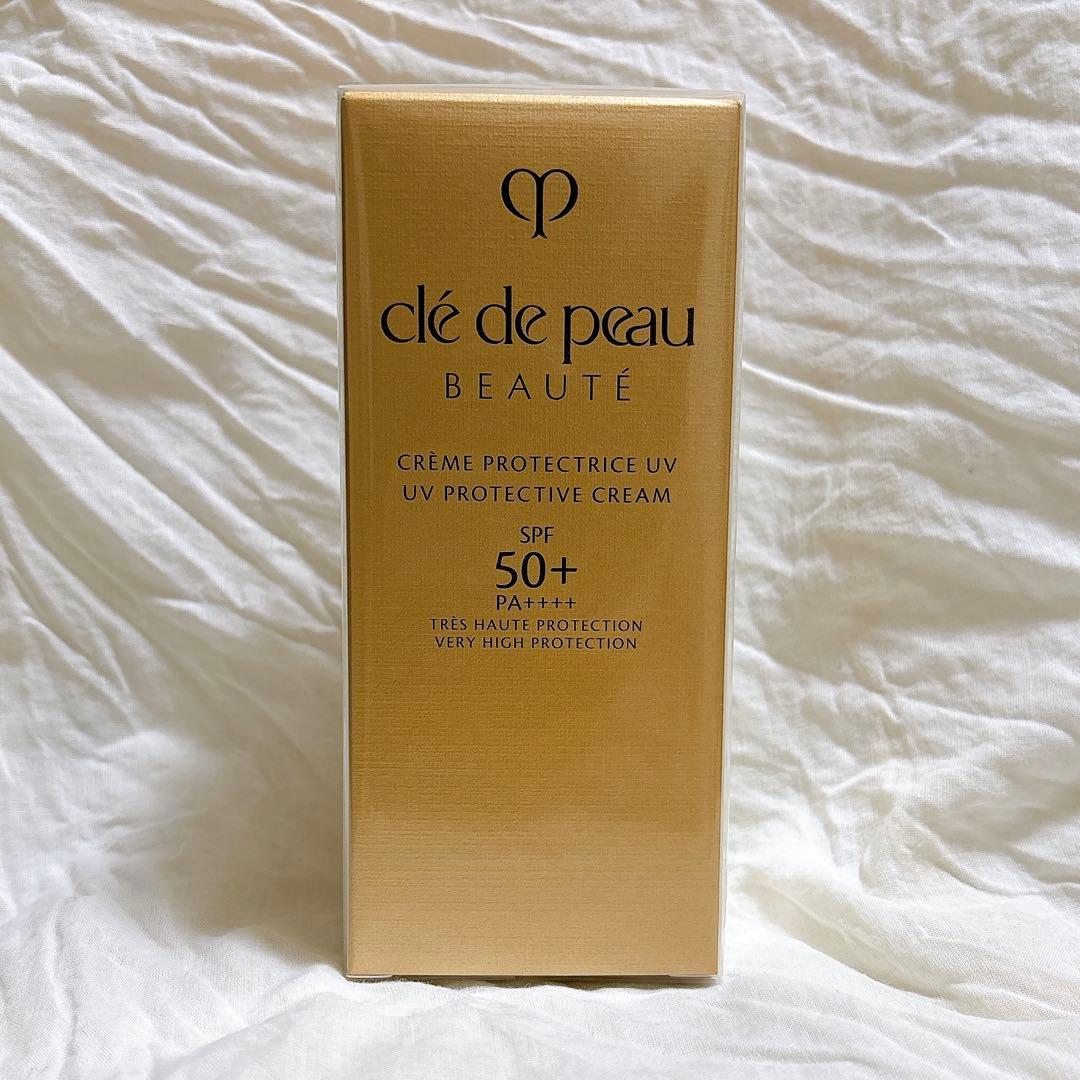 clé de peau
BEAUTÉ
CRÈME PROTECTRICE UV
UV PROTECTIVE CREAM
SPF
50+
PA++++
TRÈS HAUTE PROTECTION
VERY HIGH PROTECTION